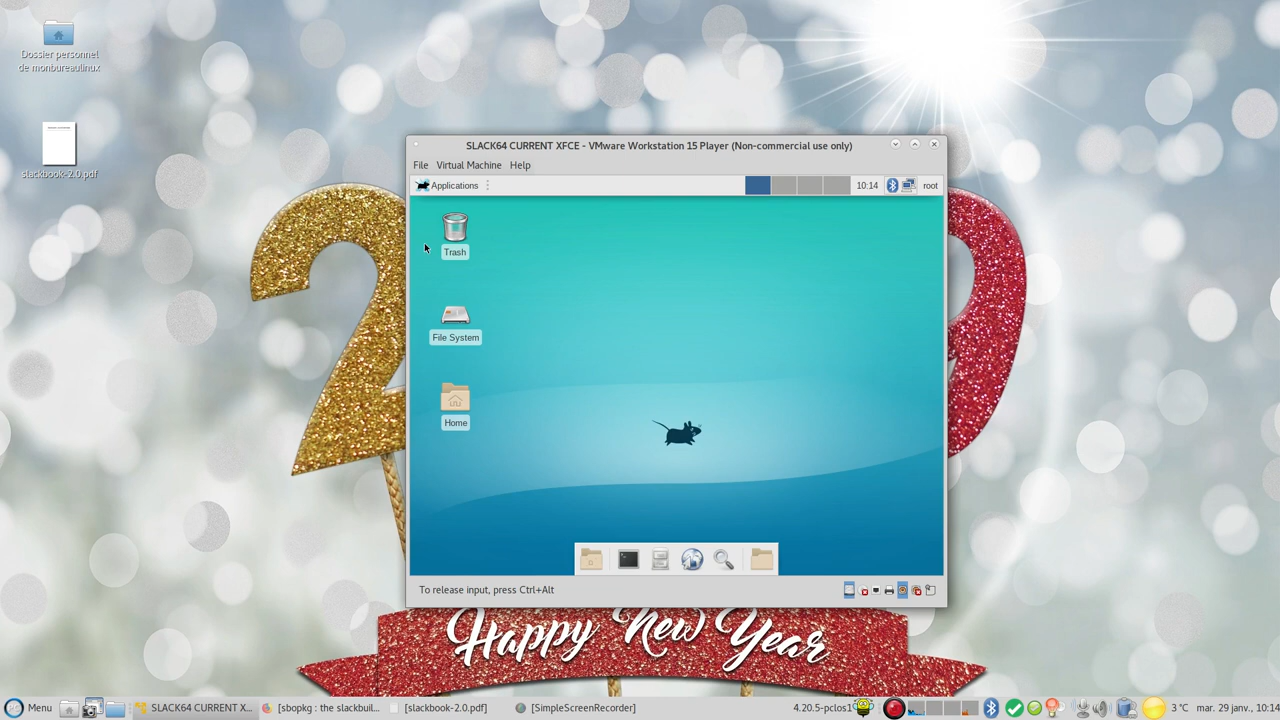 Dossier personnel
de monbureaulinux
slackbook-2.0.pdf
SLACK64 CURRENT XFCE - VMware Workstation 15 Player (Non-commercial use only)
File Virtual Machine Help
Applications 10:14 root
Trash
File System
Home
To release input, press Ctrl+Alt
Happy New Year
Menu SLACK64 CURRENT X... [sbopkg : the slackbuil... [slackbook-2.0.pdf] [SimpleScreenRecorder] 4.20.5-pclos1 3 °C mar. 29 janv., 10:14